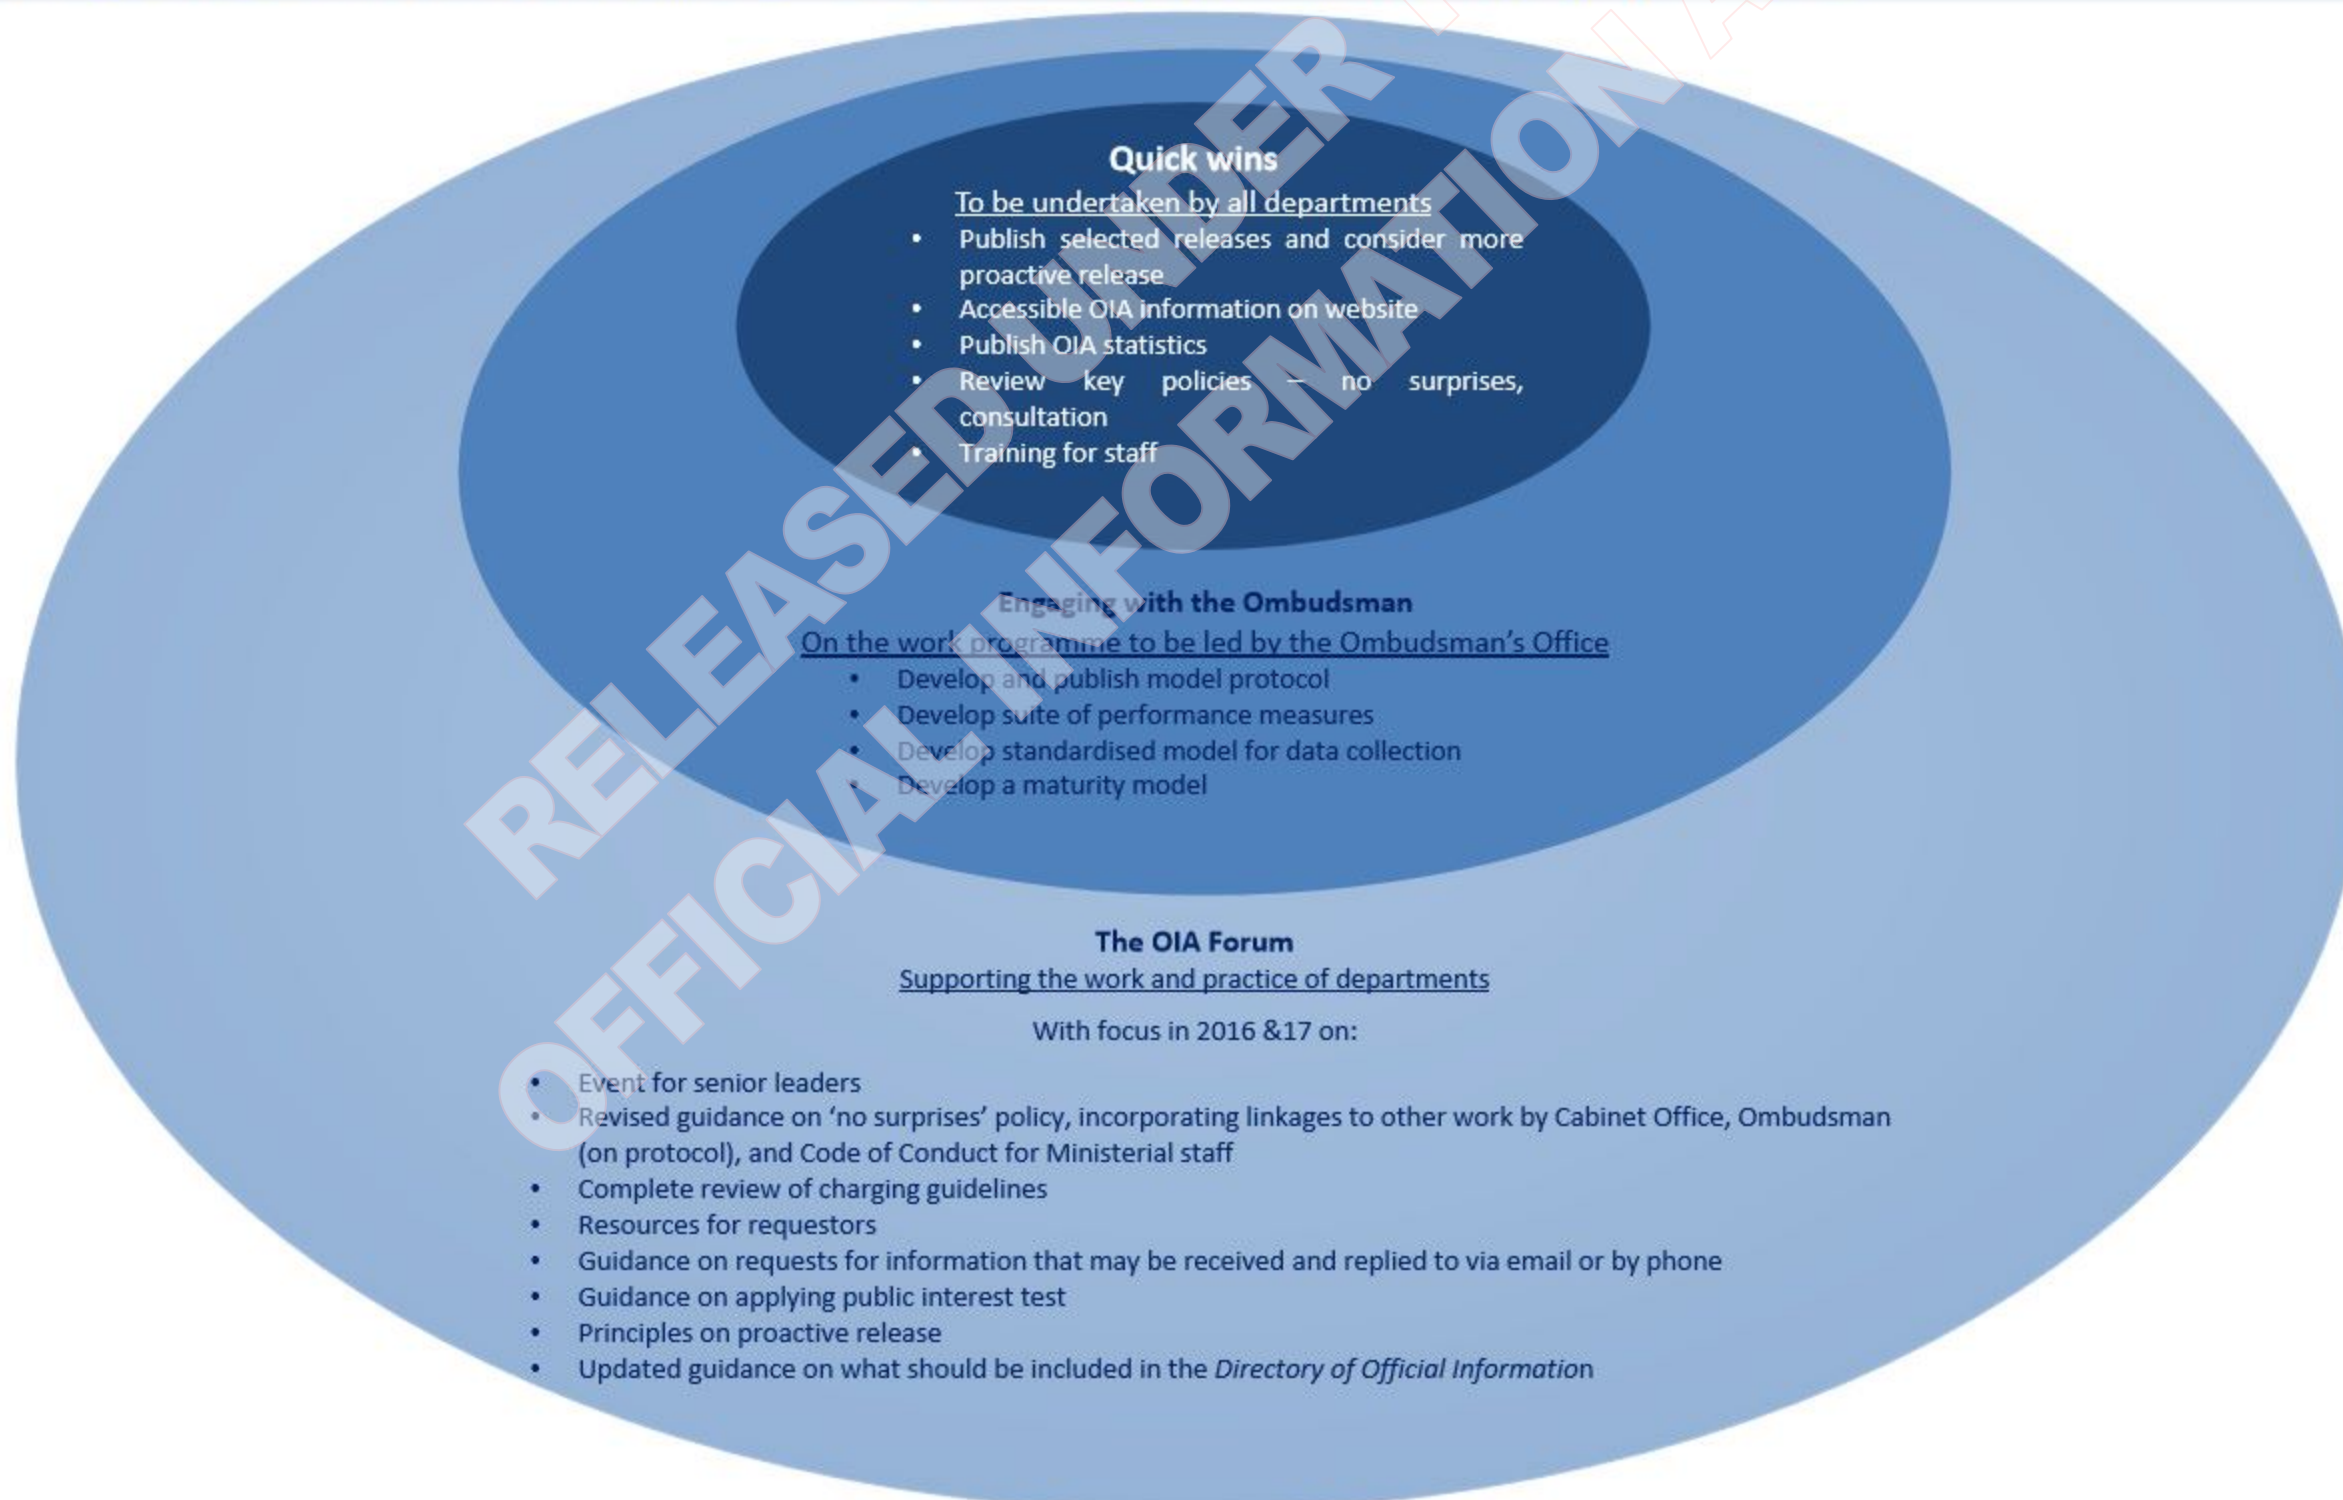 Quick wins
To be undertaken by all departments
• Publish selected releases and consider more
proactive release
• Accessible OIA information on website
• Publish OIA statistics
• Review key policies – no surprises,
consultation
• Training for staff
Engaging with the Ombudsman
On the work programme to be led by the Ombudsman’s Office
• Develop and publish model protocol
• Develop suite of performance measures
• Develop standardised model for data collection
• Develop a maturity model
The OIA Forum
Supporting the work and practice of departments
With focus in 2016 &17 on:
• Event for senior leaders
• Revised guidance on ‘no surprises’ policy, incorporating linkages to other work by Cabinet Office, Ombudsman
(on protocol), and Code of Conduct for Ministerial staff
• Complete review of charging guidelines
• Resources for requestors
• Guidance on requests for information that may be received and replied to via email or by phone
• Guidance on applying public interest test
• Principles on proactive release
• Updated guidance on what should be included in the Directory of Official Information
RELEASED UNDER
OFFICIAL INFORMATION